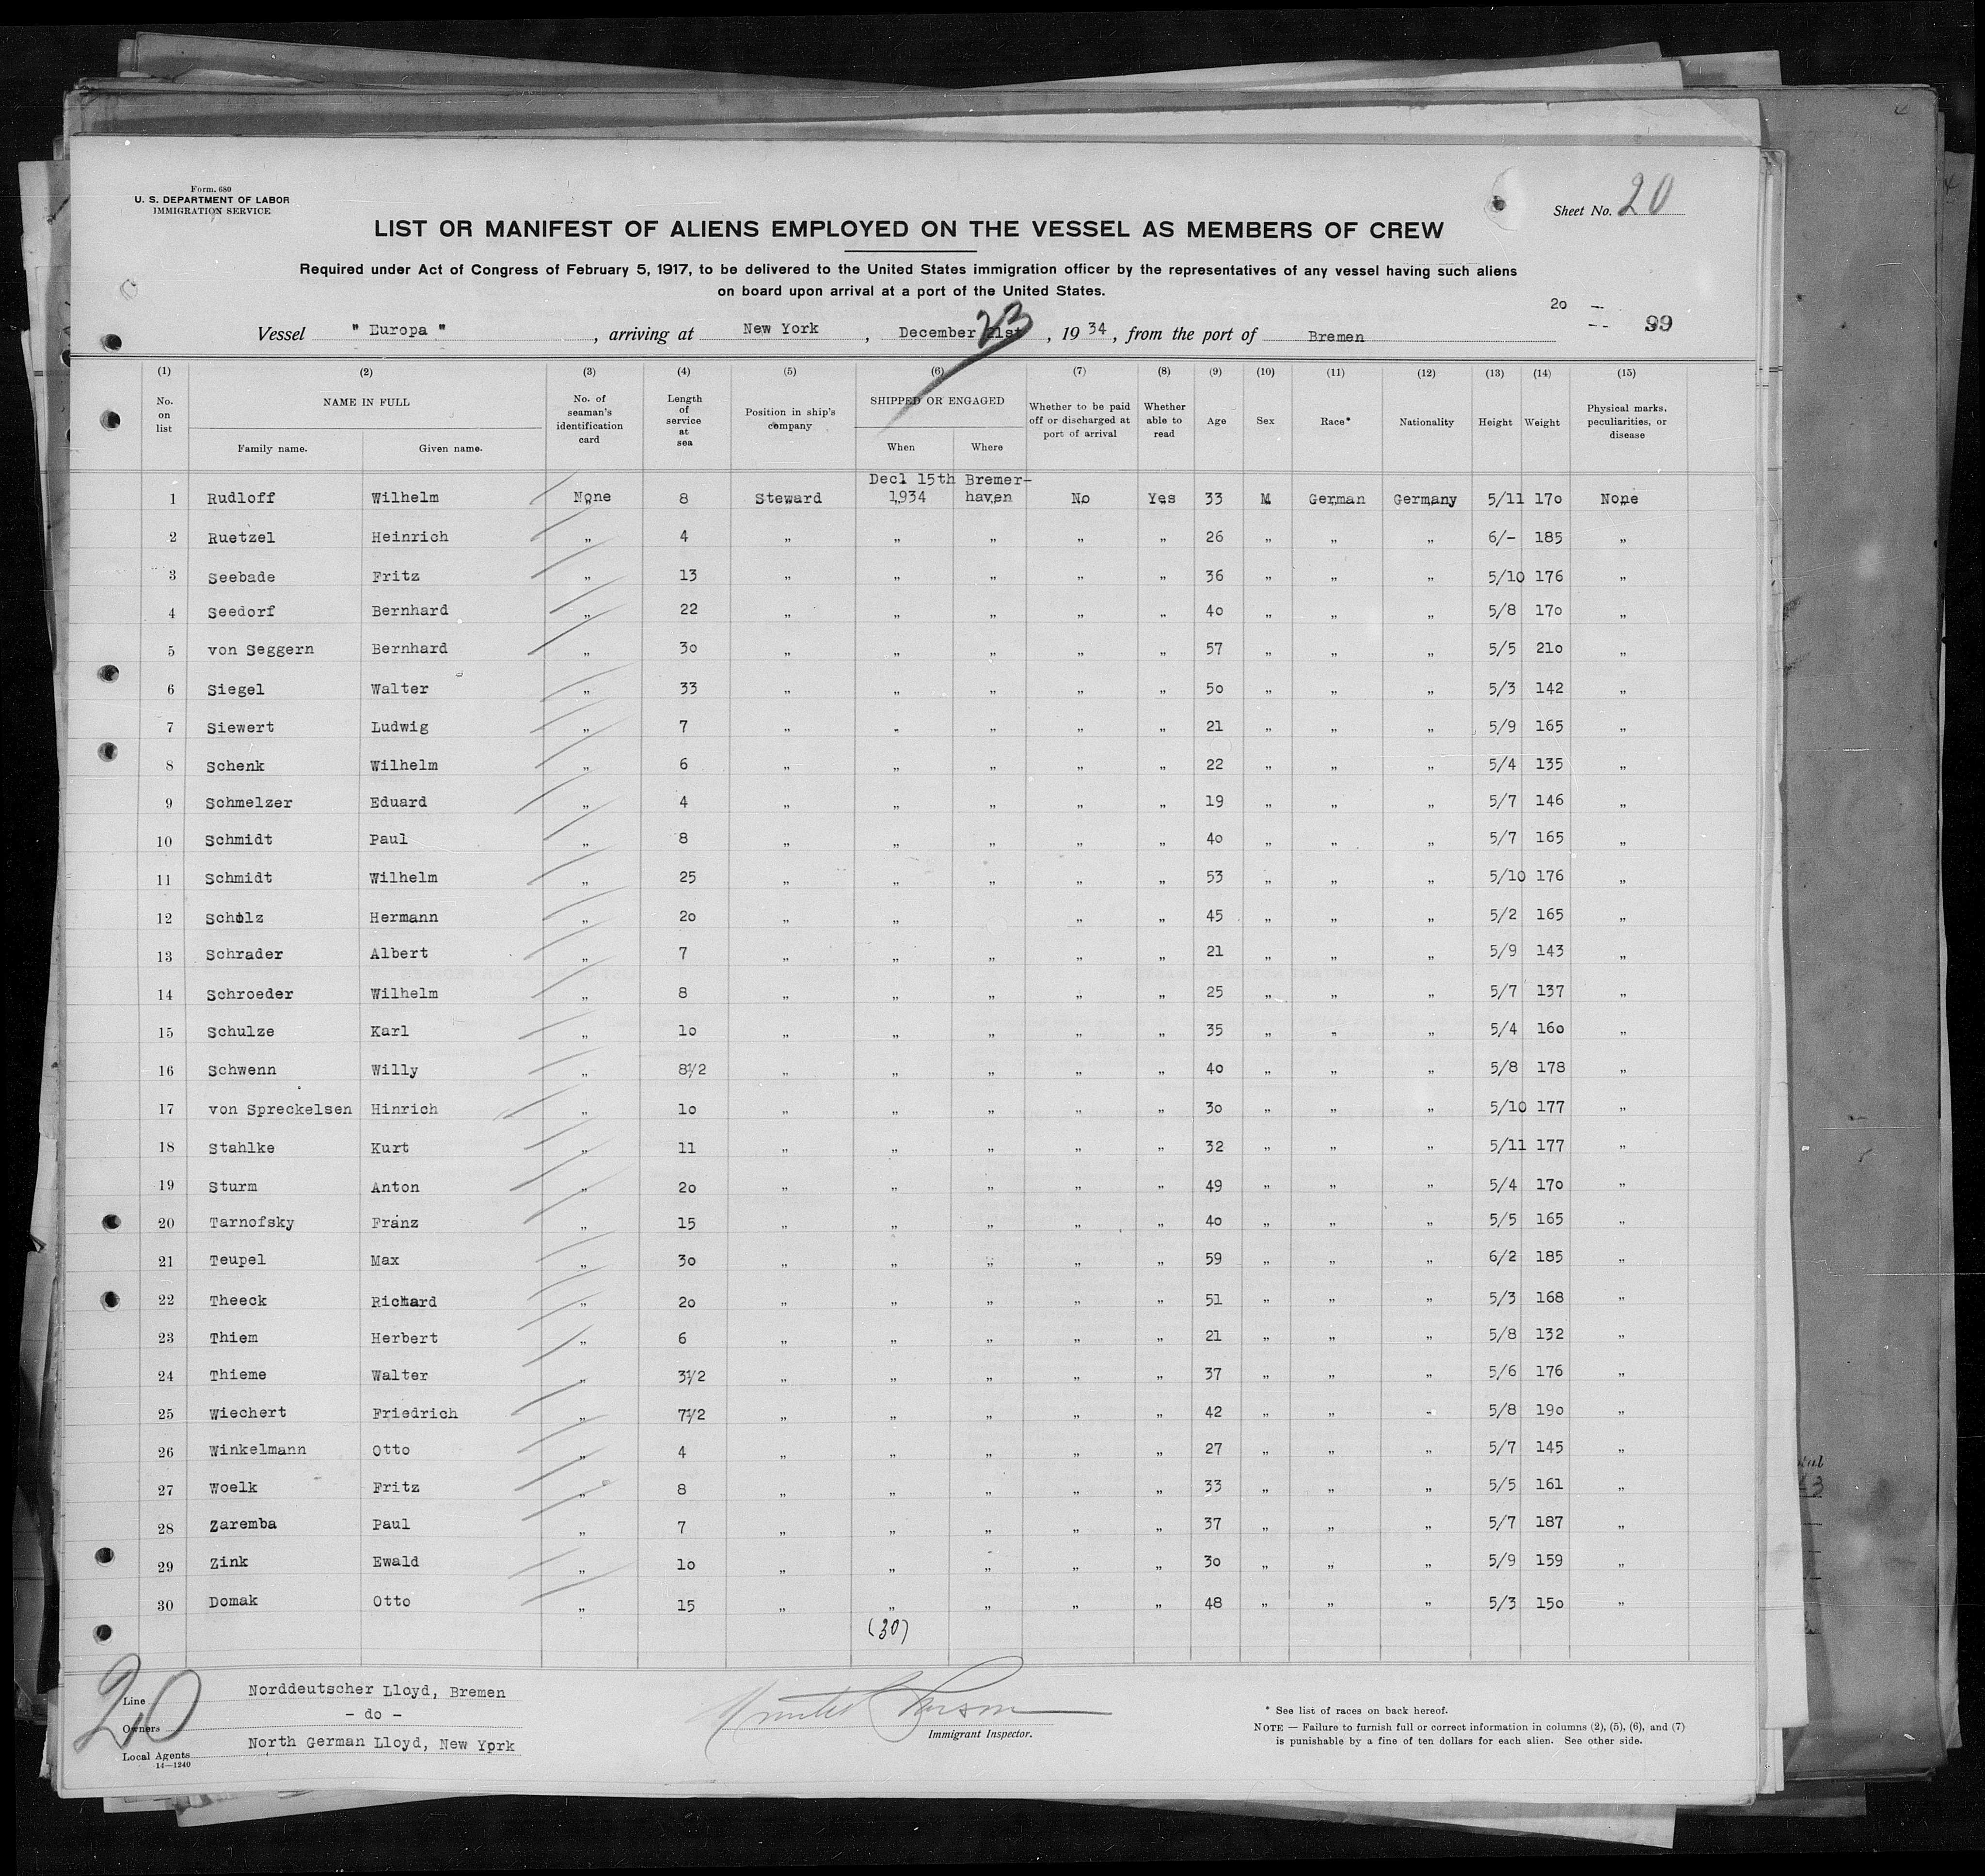 Form. 680
U. S. DEPARTMENT OF LABOR
IMMIGRATION SERVICE
Sheet No. 20
LIST OR MANIFEST OF ALIENS EMPLOYED ON THE VESSEL AS MEMBERS OF CREW
Required under Act of Congress of February 5, 1917, to be delivered to the United States immigration officer by the representatives of any vessel having such aliens
on board upon arrival at a port of the United States.
20 99
Vessel " Europa " , arriving at New York , December 21st 23 , 19 34 , from the port of Bremen
(1) (2) (3) (4) (5) (6) (7) (8) (9) (10) (11) (12) (13) (14) (15)
No. on list NAME IN FULL Family name. Given name. No. of seaman's identification card Length of service at sea Position in ship's company SHIPPED OR ENGAGED When Where Whether to be paid off or discharged at port of arrival Whether able to read Age Sex Race* Nationality Height Weight Physical marks, peculiarities, or disease
1 Rudloff Wilhelm None 8 Steward Decl 15th 1934 Bremer-haven No Yes 33 M German Germany 5/11 170 None
2 Ruetzel Heinrich „ 4 „ „ „ „ „ 26 „ „ „ 6/- 185 „
3 Seebade Fritz „ 13 „ „ „ „ „ 36 „ „ „ 5/10 176 „
4 Seedorf Bernhard „ 22 „ „ „ „ „ 40 „ „ „ 5/8 170 „
5 von Seggern Bernhard „ 30 „ „ „ „ „ 57 „ „ „ 5/5 210 „
6 Siegel Walter „ 33 „ „ „ „ „ 50 „ „ „ 5/3 142 „
7 Siewert Ludwig „ 7 „ „ „ „ „ 21 „ „ „ 5/9 165 „
8 Schenk Wilhelm „ 6 „ „ „ „ „ 22 „ „ „ 5/4 135 „
9 Schmelzer Eduard „ 4 „ „ „ „ „ 19 „ „ „ 5/7 146 „
10 Schmidt Paul „ 8 „ „ „ „ „ 40 „ „ „ 5/7 165 „
11 Schmidt Wilhelm „ 25 „ „ „ „ „ 53 „ „ „ 5/10 176 „
12 Scholz Hermann „ 20 „ „ „ „ 45 „ „ „ 5/2 165 „
13 Schrader Albert „ 7 „ „ „ „ „ 21 „ „ „ 5/9 143 „
14 Schroeder Wilhelm „ 8 „ „ „ „ „ 25 „ „ „ 5/7 137 „
15 Schulze Karl „ 10 „ „ „ „ „ 35 „ „ „ 5/4 160 „
16 Schwenn Willy „ 8½ „ „ „ „ „ 40 „ „ „ 5/8 178 „
17 von Spreckelsen Hinrich „ 10 „ „ „ „ „ 30 „ „ „ 5/10 177 „
18 Stahlke Kurt „ 11 „ „ „ „ „ 32 „ „ „ 5/11 177 „
19 Sturm Anton „ 20 „ „ „ „ „ 49 „ „ „ 5/4 170 „
20 Tarnofsky Franz „ 15 „ „ „ „ „ 40 „ „ „ 5/5 165 „
21 Teupel Max „ 30 „ „ „ „ „ 59 „ „ „ 6/2 185 „
22 Theeck Richard „ 20 „ „ „ „ „ 51 „ „ „ 5/3 168 „
23 Thiem Herbert „ 6 „ „ „ „ „ 21 „ „ „ 5/8 132 „
24 Thieme Walter „ 3½ „ „ „ „ „ 37 „ „ „ 5/6 176 „
25 Wiechert Friedrich „ 7½ „ „ „ „ „ 42 „ „ „ 5/8 190 „
26 Winkelmann Otto „ 4 „ „ „ „ „ 27 „ „ „ 5/7 145 „
27 Woelk Fritz „ 8 „ „ „ „ „ 33 „ „ „ 5/5 161 „
28 Zaremba Paul „ 7 „ „ „ „ „ 37 „ „ „ 5/7 187 „
29 Zink Ewald „ 10 „ „ „ „ „ 30 „ „ „ 5/9 159 „
30 Domak Otto „ 15 „ „ „ „ „ 48 „ „ „ 5/3 150 „
(30)
20
Line Norddeutscher Lloyd, Bremen
Owners - do -
Local Agents North German Lloyd, New York
14—1240
Immigrant Inspector.
* See list of races on back hereof.
NOTE — Failure to furnish full or correct information in columns (2), (5), (6), and (7)
is punishable by a fine of ten dollars for each alien. See other side.